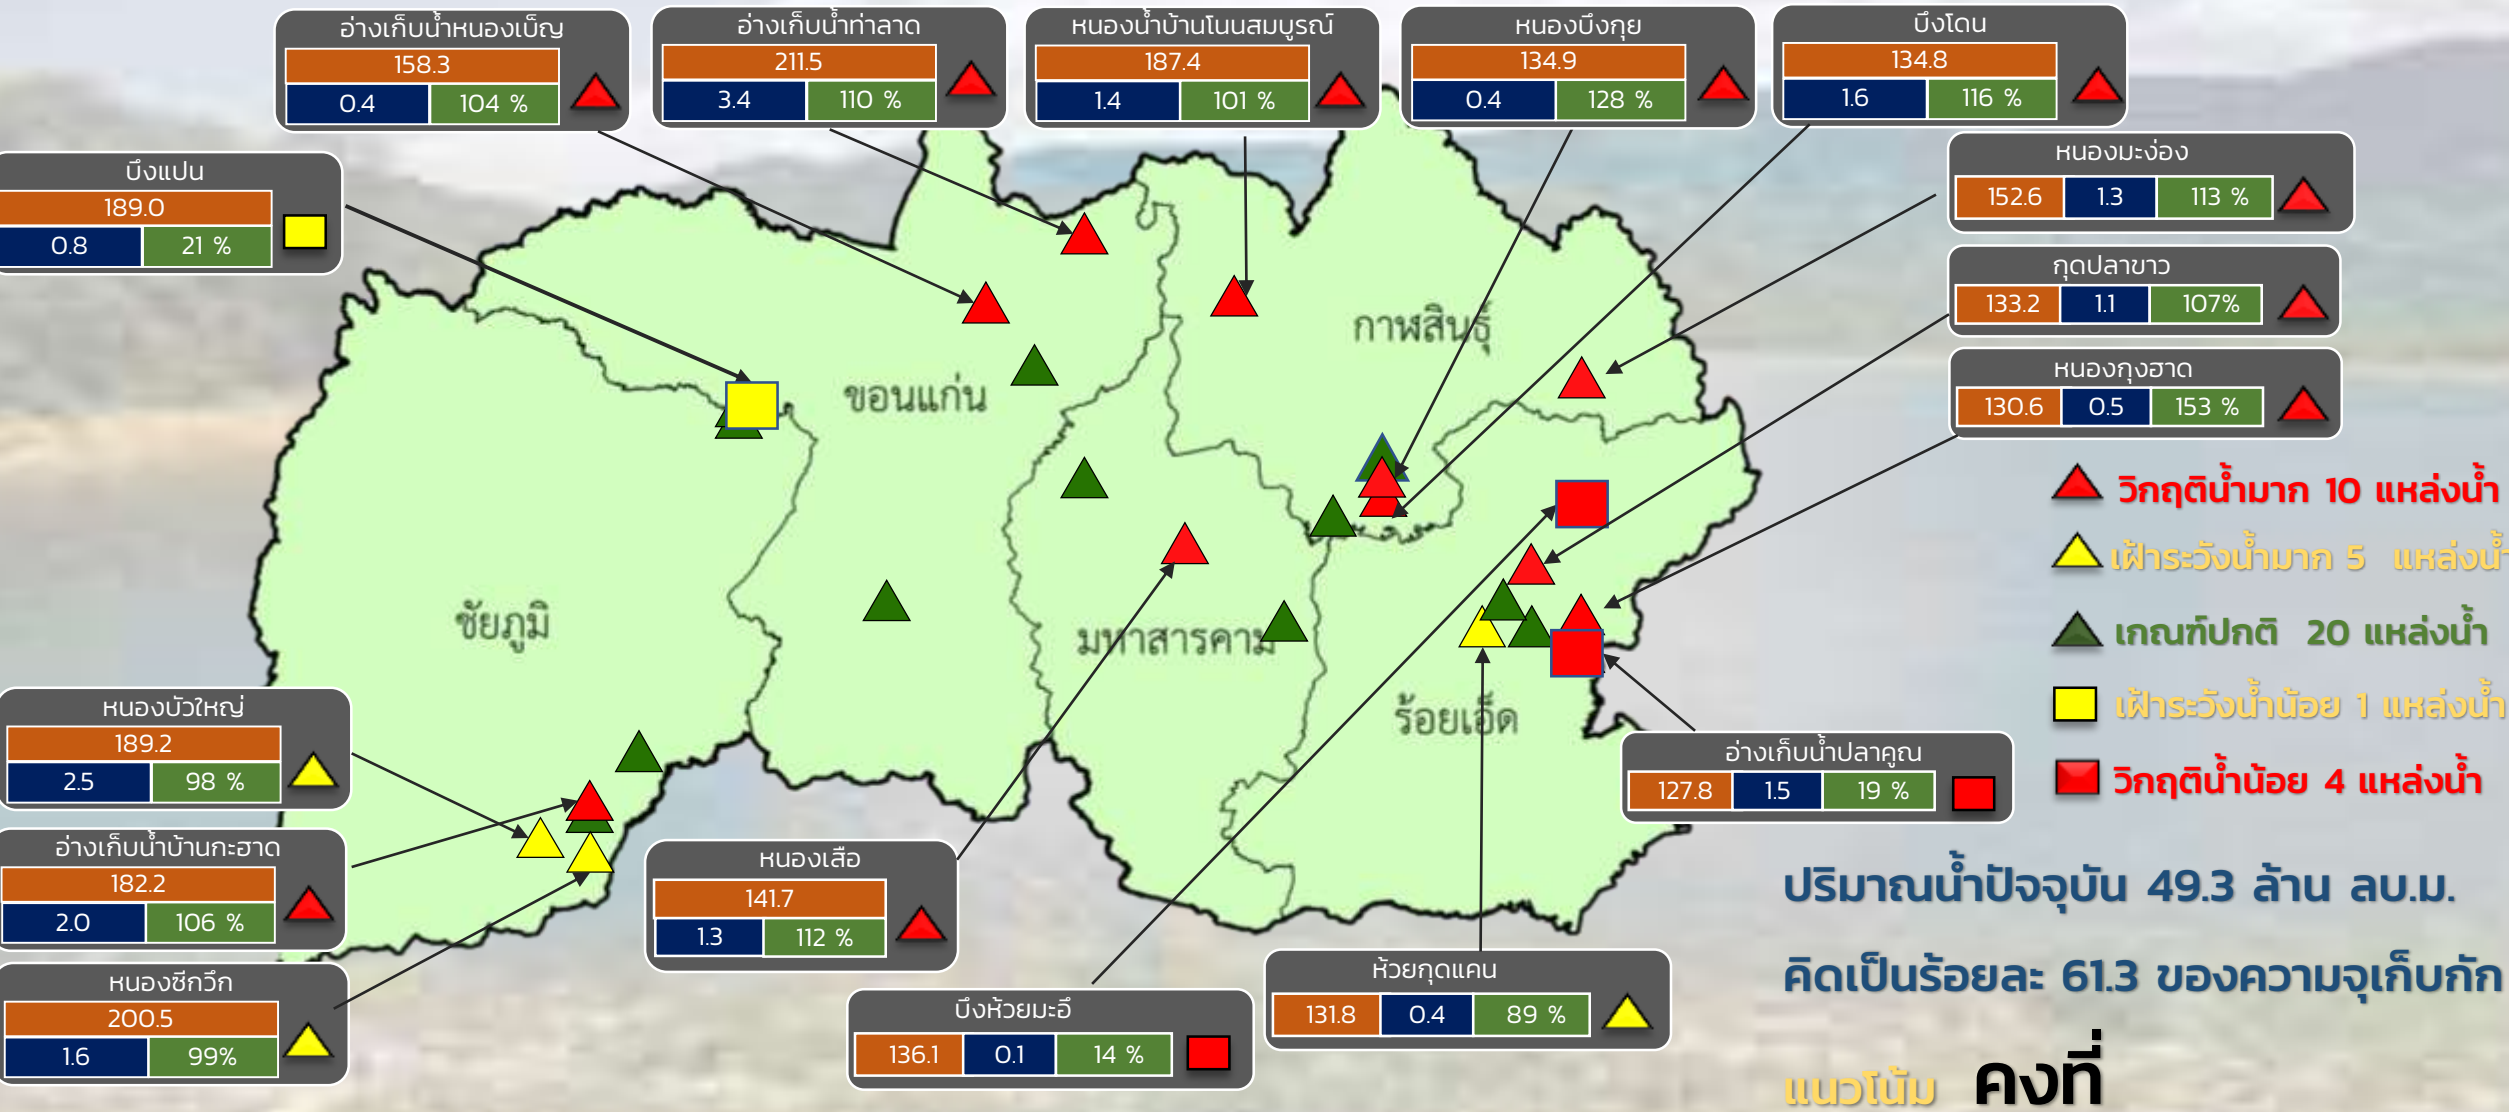 อ่างเก็บน้ำหนองเบ็ญ
158.3
0.4 104 %
อ่างเก็บน้ำท่าลาด
211.5
3.4 110 %
หนองน้ำบ้านโนนสมบูรณ์
187.4
1.4 101 %
หนองบึงกุย
134.9
0.4 128 %
บึงโดน
134.8
1.6 116 %
หนองมะง่อง
152.6 1.3 113 %
กุดปลาขาว
133.2 1.1 107%
หนองกุงฮาด
130.6 0.5 153 %
บึงแปน
189.0
0.8 21 %
กาฬสินธุ์
ขอนแก่น
ชัยภูมิ
มหาสารคาม
ร้อยเอ็ด
วิกฤติน้ำมาก 10 แหล่งน้ำ
เฝ้าระวังน้ำมาก 5 แหล่งน้ำ
เกณฑ์ปกติ 20 แหล่งน้ำ
เฝ้าระวังน้ำน้อย 1 แหล่งน้ำ
วิกฤติน้ำน้อย 4 แหล่งน้ำ
หนองบัวใหญ่
189.2
2.5 98 %
อ่างเก็บน้ำบ้านกะฮาด
182.2
2.0 106 %
หนองซีกวึก
200.5
1.6 99%
หนองเสือ
141.7
1.3 112 %
บึงห้วยมะอึ
136.1 0.1 14 %
ห้วยกุดแคน
131.8 0.4 89 %
อ่างเก็บน้ำปลาคูณ
127.8 1.5 19 %
ปริมาณน้ำปัจจุบัน 49.3 ล้าน ลบ.ม.
คิดเป็นร้อยละ 61.3 ของความจุเก็บกัก
แนวโน้ม คงที่